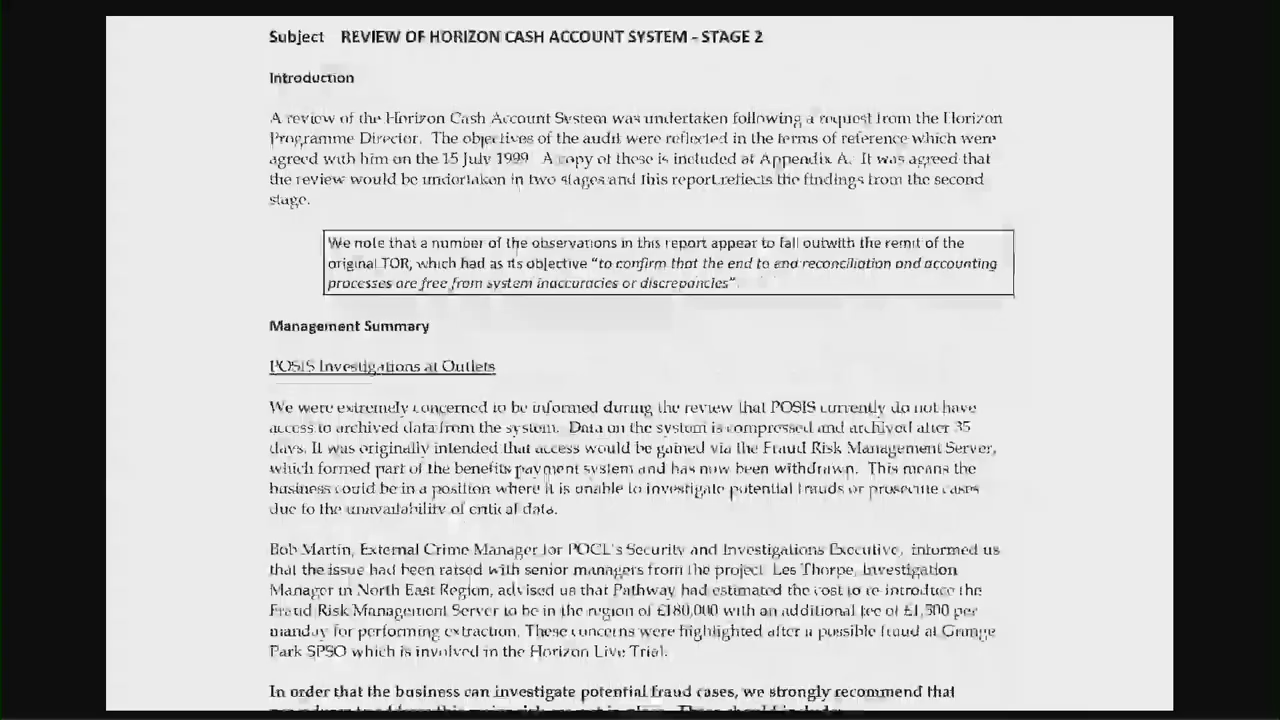 Subject REVIEW OF HORIZON CASH ACCOUNT SYSTEM - STAGE 2
Introduction
A review of the Horizon Cash Account System was undertaken following a request from the Horizon
Programme Director. The objectives of the audit were reflected in the terms of reference which were
agreed with him on the 15 July 1999 A copy of these is included at Appendix A. It was agreed that
the review would be undertaken in two stages and this report reflects the findings from the second
stage.
We note that a number of the observations in this report appear to fall outwith the remit of the
original TOR, which had as its objective "to confirm that the end to end reconciliation and accounting
processes are free from system inaccuracies or discrepancies".
Management Summary
POSIS Investigations at Outlets
We were extremely concerned to be informed during the review that POSIS currently do not have
access to archived data from the system. Data on the system is compressed and archived after 35
days. It was originally intended that access would be gained via the Fraud Risk Management Server,
which formed part of the benefits payment system and has now been withdrawn. This means the
business could be in a position where it is unable to investigate potential frauds or prosecute cases
due to the unavailability of critical data.
Bob Martin, External Crime Manager for POCL's Security and Investigations Executive, informed us
that the issue had been raised with senior managers from the project Les Thorpe, Investigation
Manager in North East Region, advised us that Pathway had estimated the cost to re introduce the
Fraud Risk Management Server to be in the region of £180,000 with an additional fee of £1,500 per
manday for performing extraction. These concerns were highlighted after a possible fraud at Grange
Park SPSO which is involved in the Horizon Live Trial.
In order that the business can investigate potential fraud cases, we strongly recommend that